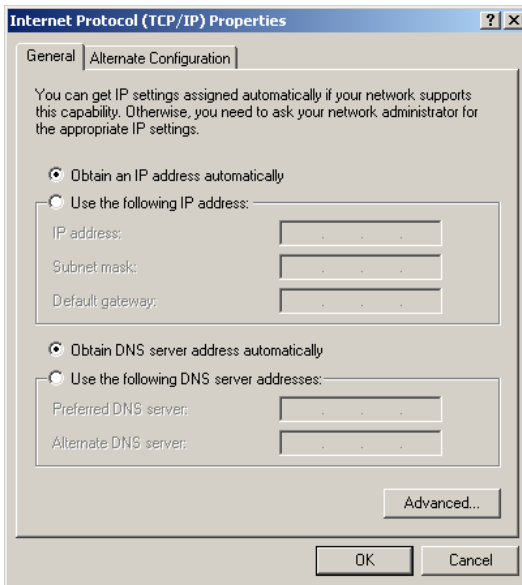 Internet Protocol (TCP/IP) Properties
General
Alternate Configuration
You can get IP settings assigned automatically if your network supports
this capability. Otherwise, you need to ask your network administrator for
the appropriate IP settings.
Obtain an IP address automatically
Use the following IP address:
IP address:
Subnet mask:
Default gateway:
Obtain DNS server address automatically
Use the following DNS server addresses:
Preferred DNS server:
Alternate DNS server:
Advanced...
OK
Cancel